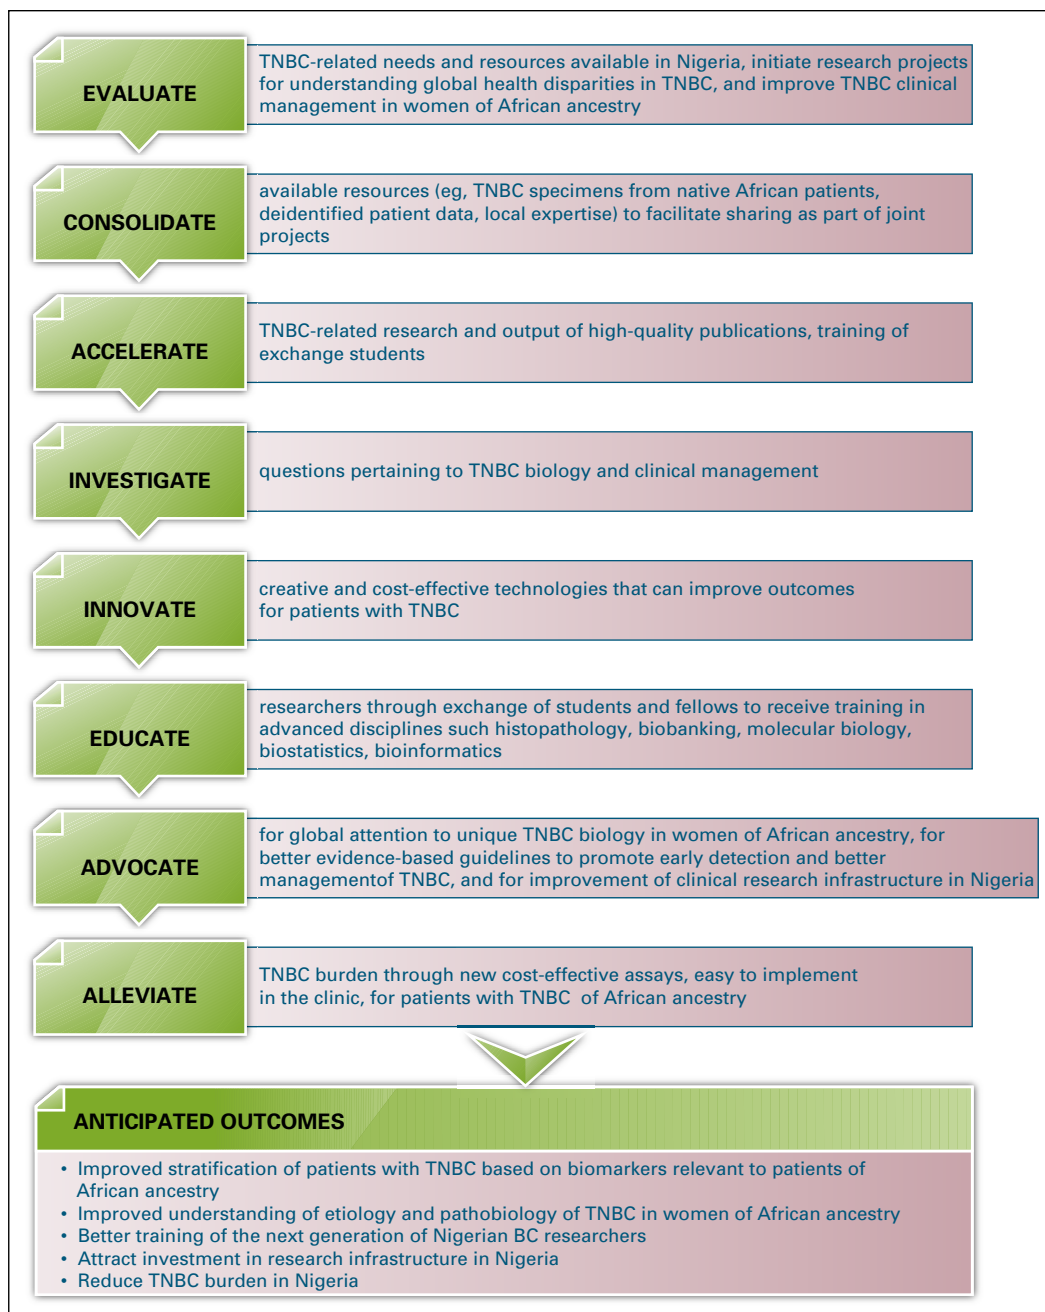 EVALUATE
TNBC-related needs and resources available in Nigeria, initiate research projects
for understanding global health disparities in TNBC, and improve TNBC clinical
management in women of African ancestry
CONSOLIDATE
available resources (eg, TNBC specimens from native African patients,
deidentified patient data, local expertise) to facilitate sharing as part of joint
projects
ACCELERATE
TNBC-related research and output of high-quality publications, training of
exchange students
INVESTIGATE
questions pertaining to TNBC biology and clinical management
INNOVATE
creative and cost-effective technologies that can improve outcomes
for patients with TNBC
EDUCATE
researchers through exchange of students and fellows to receive training in
advanced disciplines such histopathology, biobanking, molecular biology,
biostatistics, bioinformatics
ADVOCATE
for global attention to unique TNBC biology in women of African ancestry, for
better evidence-based guidelines to promote early detection and better
managementof TNBC, and for improvement of clinical research infrastructure in Nigeria
ALLEVIATE
TNBC burden through new cost-effective assays, easy to implement
in the clinic, for patients with TNBC  of African ancestry
ANTICIPATED OUTCOMES
• Improved stratification of patients with TNBC based on biomarkers relevant to patients of
African ancestry
• Improved understanding of etiology and pathobiology of TNBC in women of African ancestry
• Better training of the next generation of Nigerian BC researchers
• Attract investment in research infrastructure in Nigeria
• Reduce TNBC burden in Nigeria